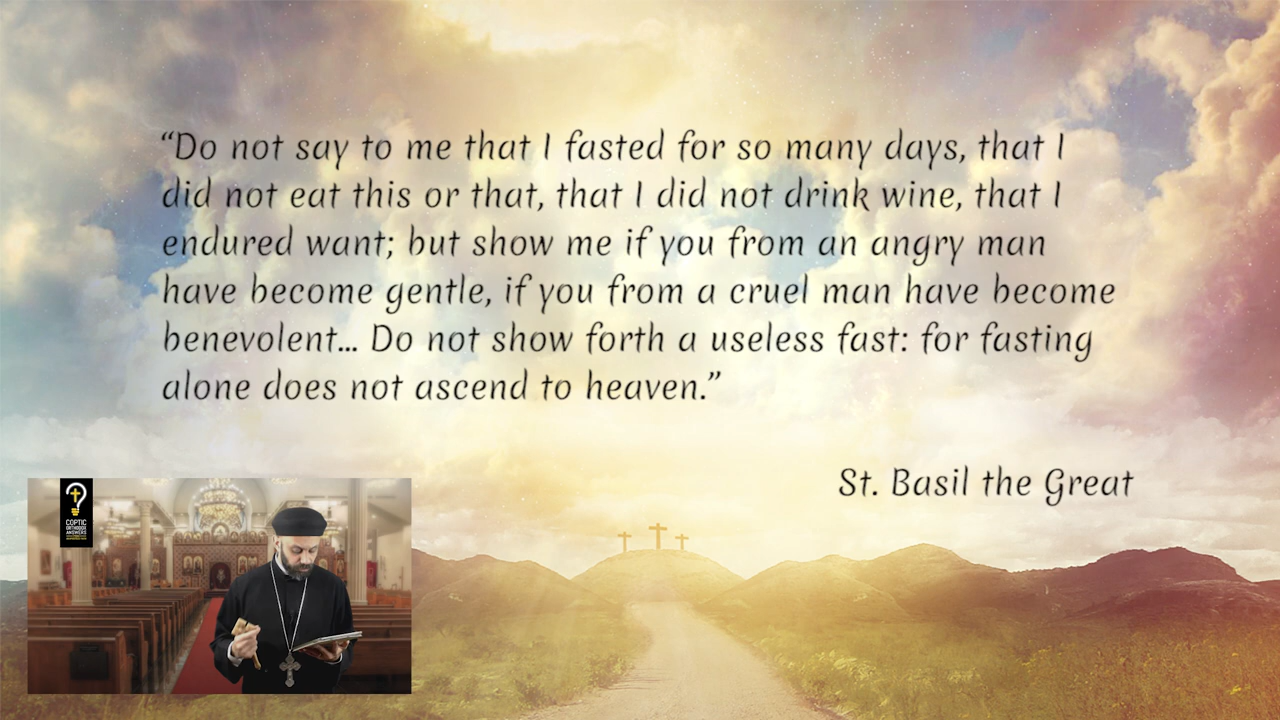 “Do not say to me that I fasted for so many days, that I
did not eat this or that, that I did not drink wine, that I
endured want; but show me if you from an angry man
have become gentle, if you from a cruel man have become
benevolent... Do not show forth a useless fast: for fasting
alone does not ascend to heaven.”
St. Basil the Great
COPTIC
ORTHODOX
ANSWERS